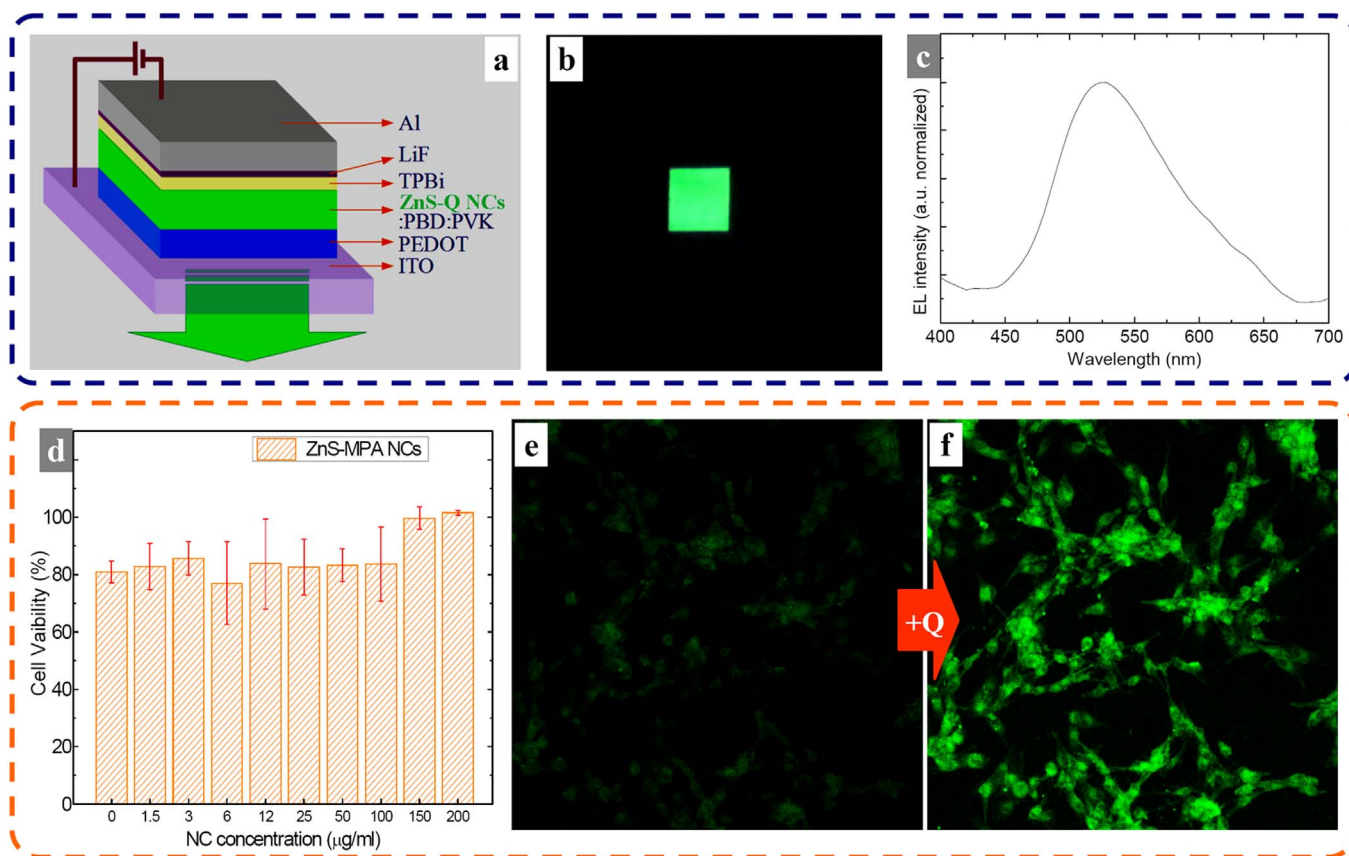 a
Al
LiF
TPBi
ZnS-Q NCs
:PBD:PVK
PEDOT
ITO
b
c
EL intensity (a.u. normalized)
400 450 500 550 600 650 700
Wavelength (nm)
d
ZnS-MPA NCs
Cell Vaibility (%)
100
80
60
40
20
0
0 1.5 3 6 12 25 50 100 150 200
NC concentration (μg/ml)
e
+Q
f